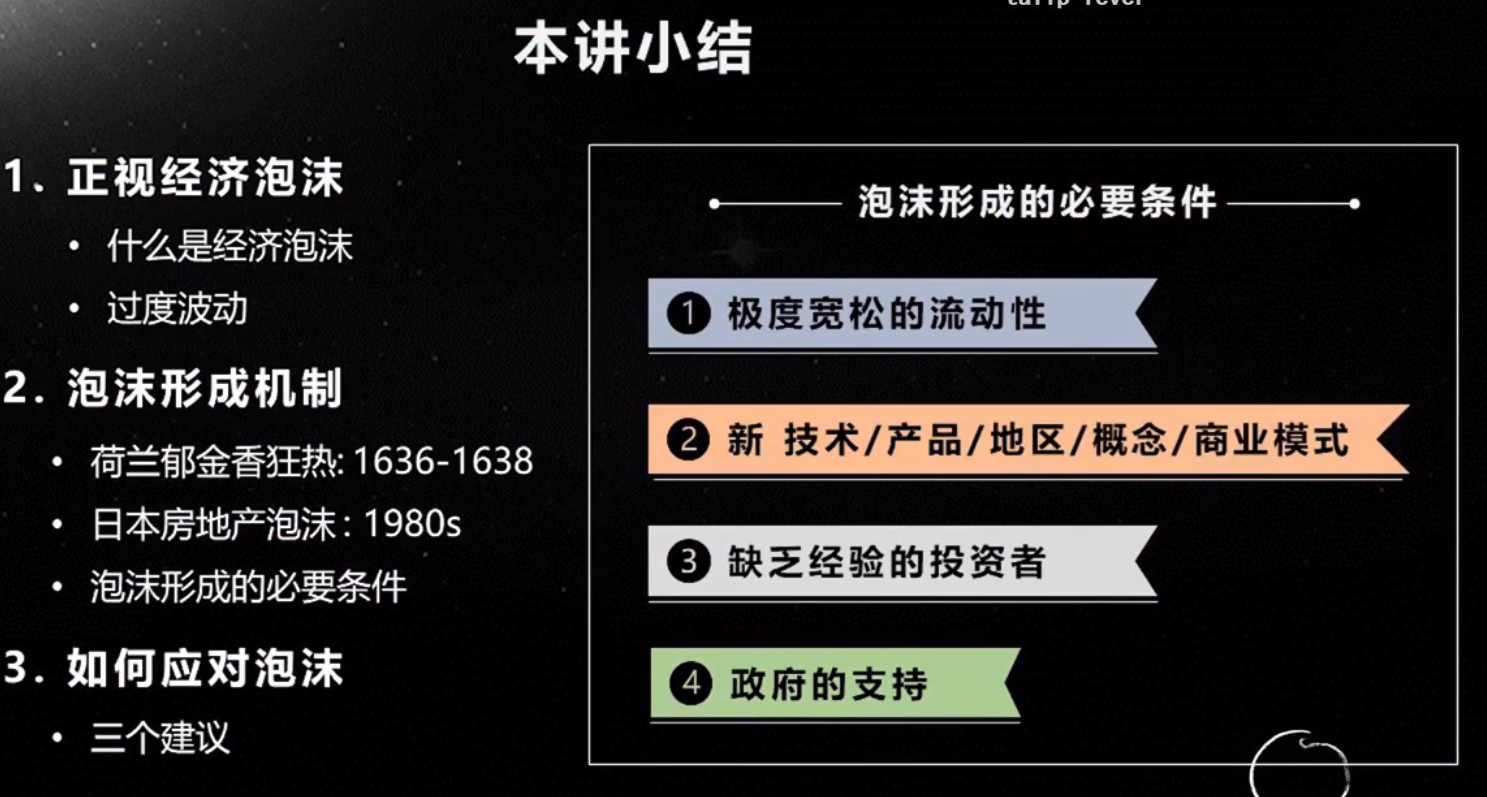 本讲小结
1. 正视经济泡沫
• 什么是经济泡沫
• 过度波动
2. 泡沫形成机制
• 荷兰郁金香狂热: 1636-1638
• 日本房地产泡沫: 1980s
• 泡沫形成的必要条件
3. 如何应对泡沫
• 三个建议
泡沫形成的必要条件
1 极度宽松的流动性
2 新 技术/产品/地区/概念/商业模式
3 缺乏经验的投资者
4 政府的支持